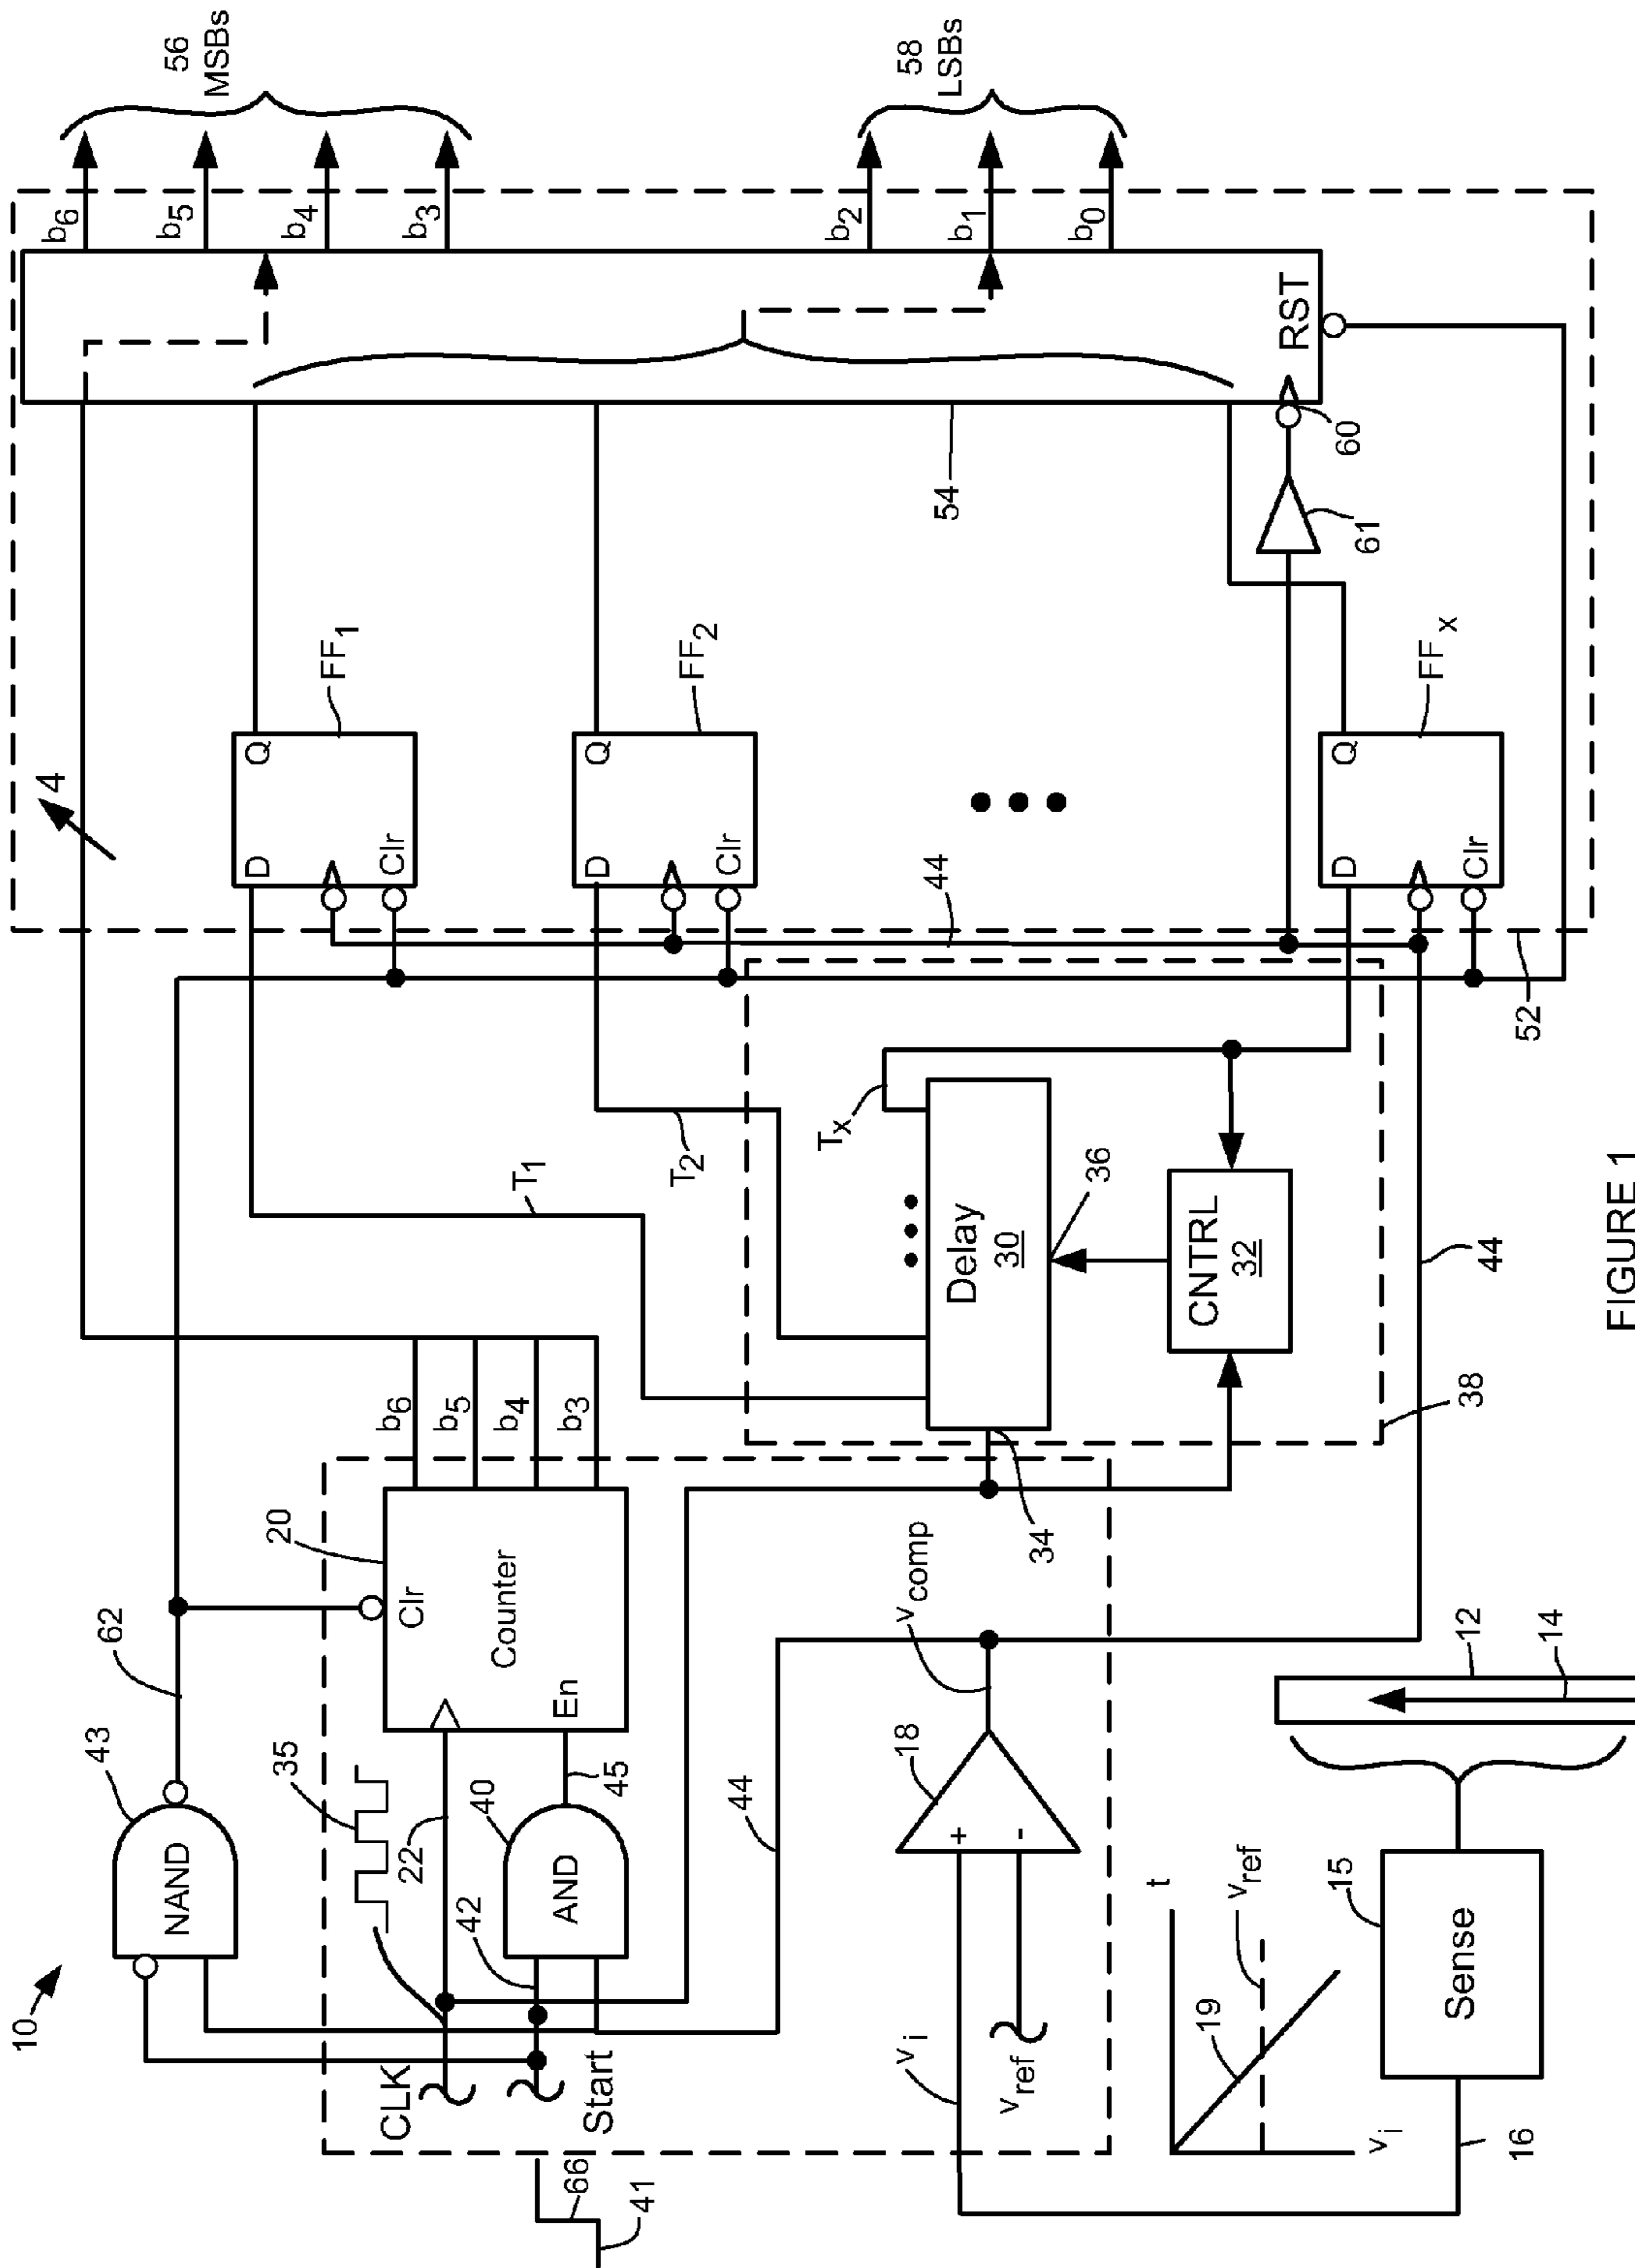 10
43
NAND
62
35
20
Clr
Counter
En
CLK
22
42
40
AND
45
Start
66
41
44
b6
b5
b4
b3
4
FF1
D
Q
Clr
T1
FF2
D
Q
Clr
T2
Tx
Delay
30
34
36
CNTRL
32
38
44
vcomp
18
+
-
vi
vref
t
19
vref
vi
16
15
Sense
12
14
44
52
FFx
D
Q
Clr
54
61
60
RST
b6
b5
b4
b3
56
MSBs
b2
b1
b0
58
LSBs
FIGURE 1